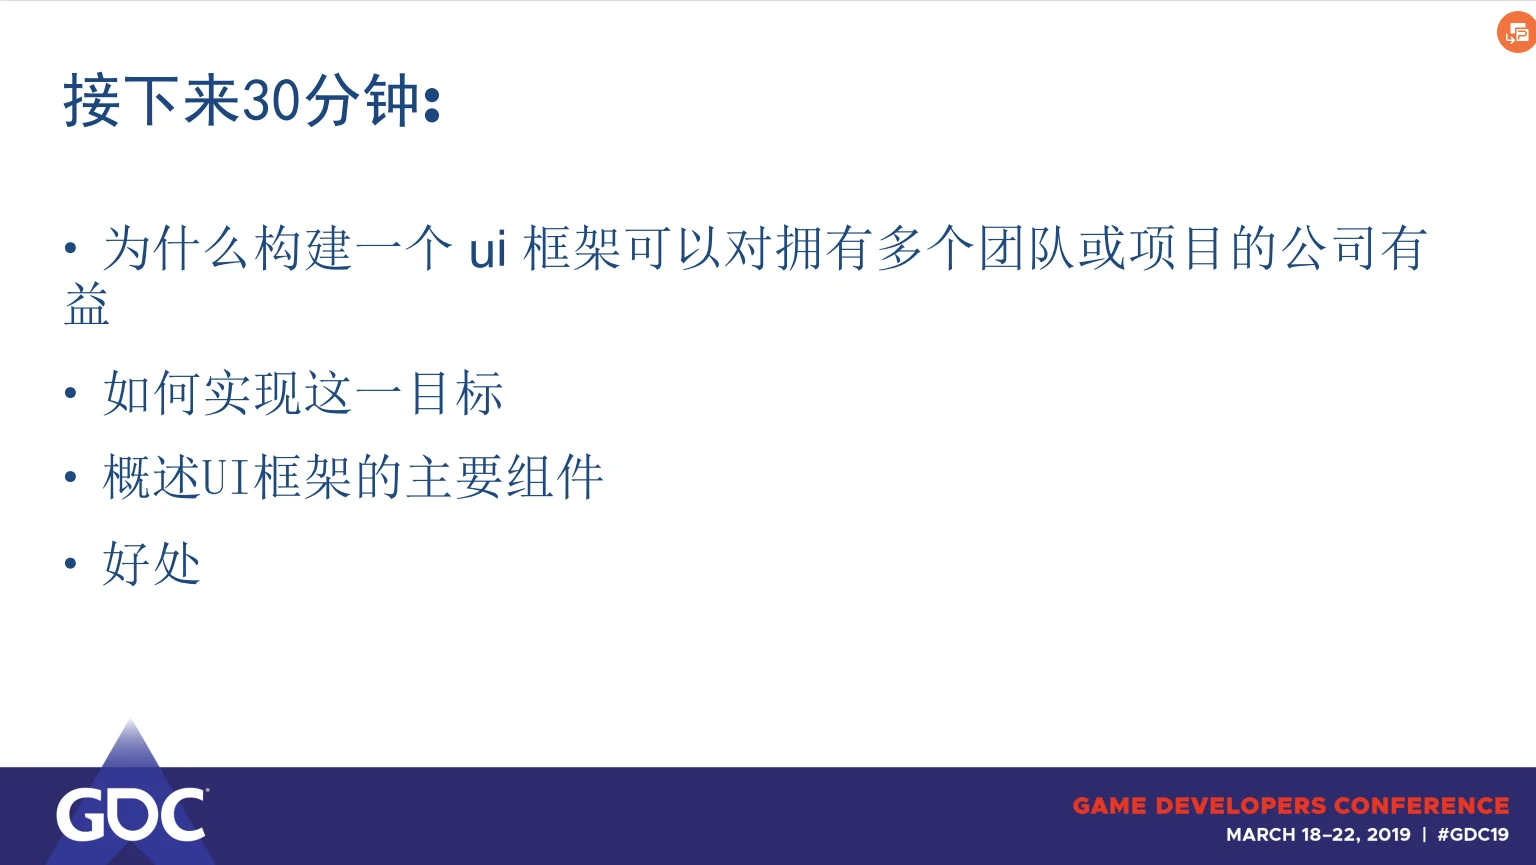 接下来30分钟:
• 为什么构建一个 ui 框架可以对拥有多个团队或项目的公司有
益
• 如何实现这一目标
• 概述UI框架的主要组件
• 好处
GDC
GAME DEVELOPERS CONFERENCE
MARCH 18–22, 2019 | #GDC19